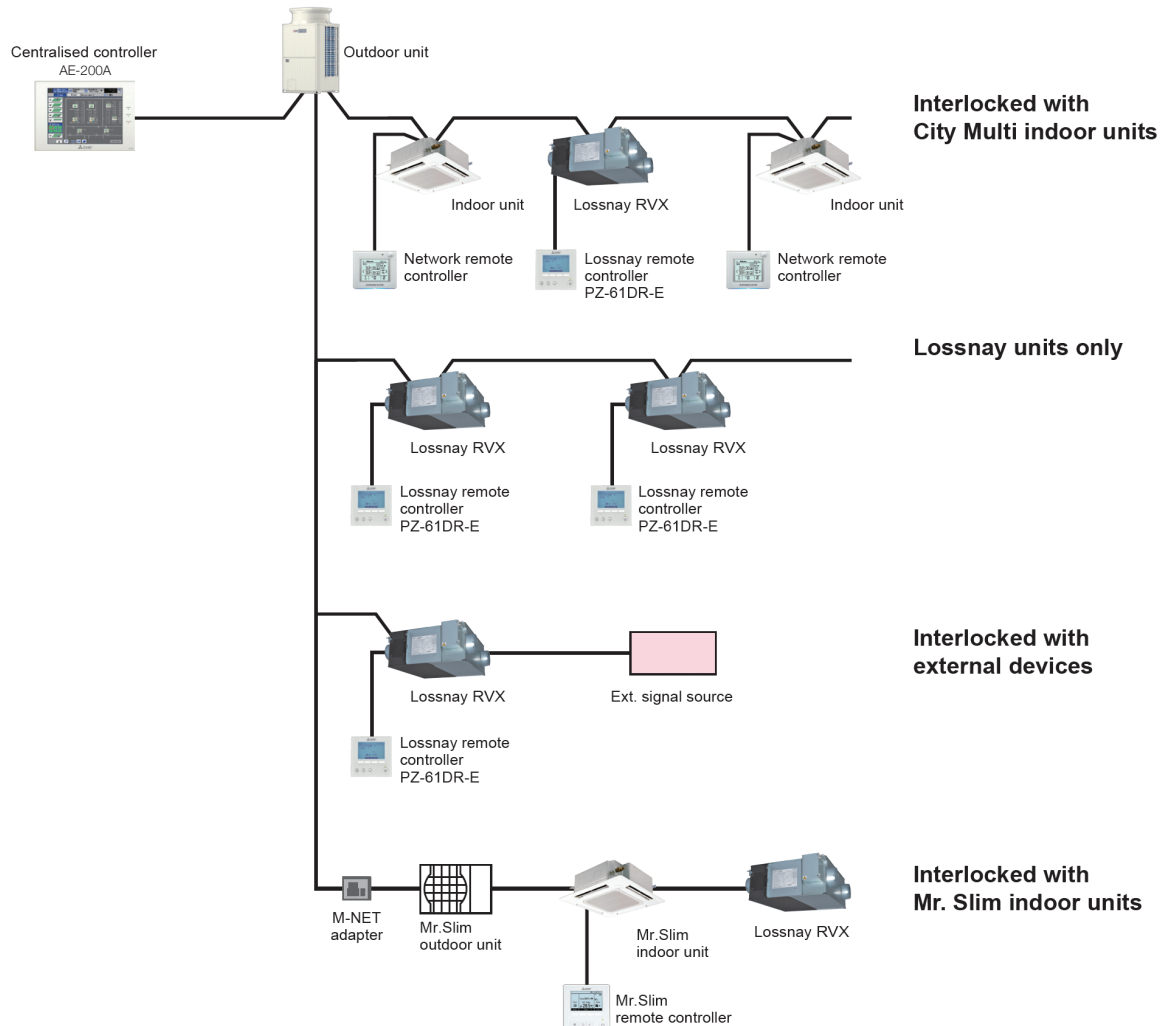 Centralised controller
AE-200A
Outdoor unit
Interlocked with
City Multi indoor units
Indoor unit
Lossnay RVX
Indoor unit
Network remote
controller
Lossnay remote
controller
PZ-61DR-E
Network remote
controller
Lossnay units only
Lossnay RVX
Lossnay RVX
Lossnay remote
controller
PZ-61DR-E
Lossnay remote
controller
PZ-61DR-E
Interlocked with
external devices
Lossnay RVX
Ext. signal source
Lossnay remote
controller
PZ-61DR-E
Interlocked with
Mr. Slim indoor units
M-NET
adapter
Mr.Slim
outdoor unit
Mr.Slim
indoor unit
Lossnay RVX
Mr.Slim
remote controller